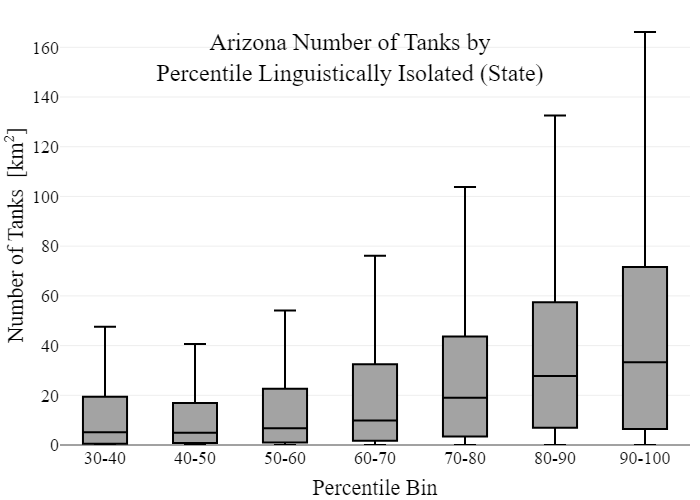 Arizona Number of Tanks by
Percentile Linguistically Isolated (State)
Number of Tanks [km²]
160
140
120
100
80
60
40
20
0
30-40 40-50 50-60 60-70 70-80 80-90 90-100
Percentile Bin